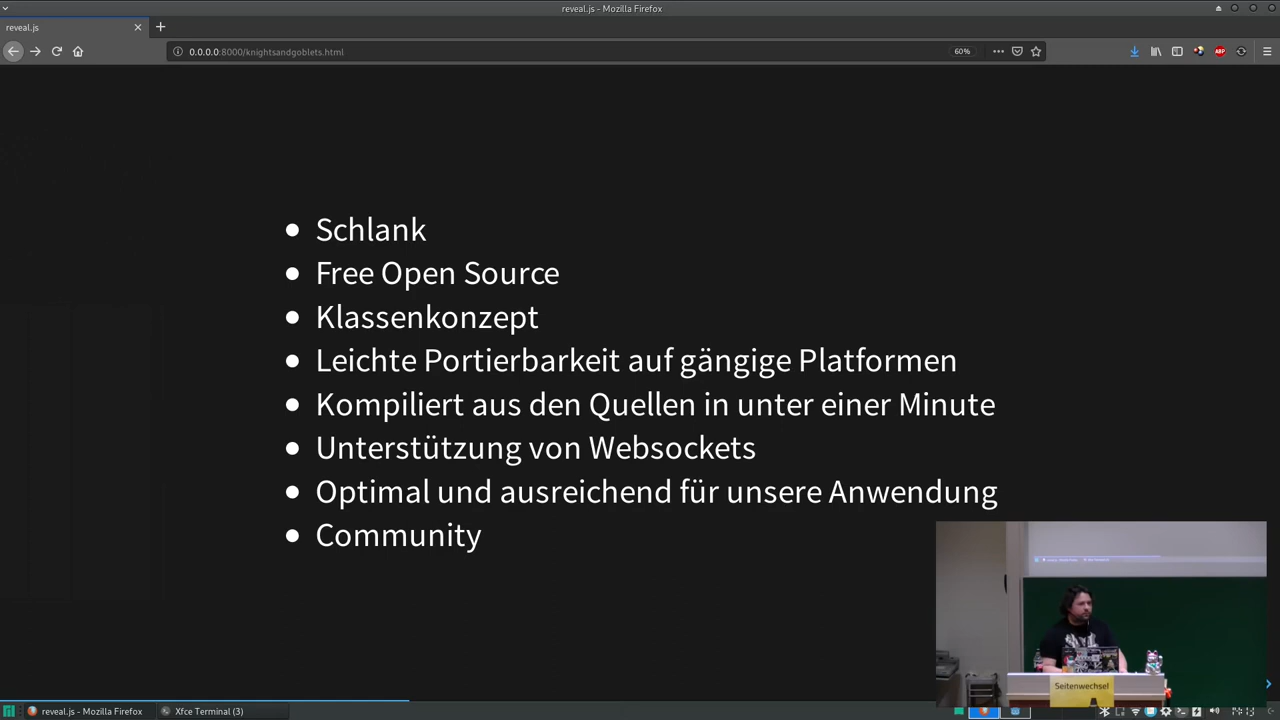 reveal.js - Mozilla Firefox
reveal.js
0.0.0.0:8000/knightsandgoblets.html
60%
ABP
Schlank
Free Open Source
Klassenkonzept
Leichte Portierbarkeit auf gängige Platformen
Kompiliert aus den Quellen in unter einer Minute
Unterstützung von Websockets
Optimal und ausreichend für unsere Anwendung
Community
Seitenwechsel
reveal.js - Mozilla Firefox
Xfce Terminal (3)